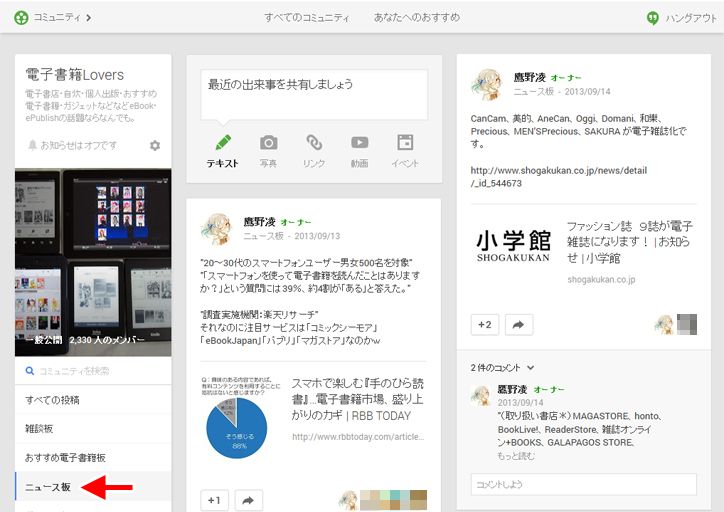 コミュニティ
すべてのコミュニティ
あなたへのおすすめ
ハングアウト
電子書籍Lovers
電子書店・自炊・個人出版・おすすめ
電子書籍・ガジェットなどなどeBook・
ePublishの話題ならなんでも。
お知らせはオフです
一般公開 2,330 人のメンバー
コミュニティを検索
すべての投稿
雑談板
おすすめ電子書籍板
ニュース板
最近の出来事を共有しましょう
テキスト
写真
リンク
動画
イベント
鷹野凌 オーナー
ニュース板 - 2013/09/13
"20～30代のスマートフォンユーザー男女500名を対象"
"「スマートフォンを使って電子書籍を読んだことはあります
か？」という質問には39%、約4割が「ある」と答えた。"
"調査実施機関：楽天リサーチ"
それなのに注目サービスは「コミックシーモア」
「eBookJapan」「パブリ」「マガストア」なのかw
Q：興味のある内容であれば、
有料コンテンツを利用することに
抵抗はないと感じますか？
そう感じる
88%
スマホで楽しむ『手のひら読
書』…電子書籍市場、盛り上
がりのカギ | RBB TODAY
http://www.rbbtoday.com/article...
+1
鷹野凌 オーナー
ニュース板 - 2013/09/14
CanCam、美的、AneCan、Oggi、Domani、和樂、
Precious、MEN'SPrecious、SAKURA が電子雑誌化で
す。
http://www.shogakukan.co.jp/news/detail
/_id_544673
小学館
SHOGAKUKAN
ファッション誌 9誌が電子
雑誌になります！ | お知ら
せ | 小学館
shogakukan.co.jp
+2
2 件のコメント
鷹野凌 オーナー
2013/09/14
"（取り扱い書店＊）MAGASTORE、honto、
BookLive!、ReaderStore、雑誌オンライ
ン+BOOKS、GALAPAGOS STORE、
もっと読む
コメントしよう